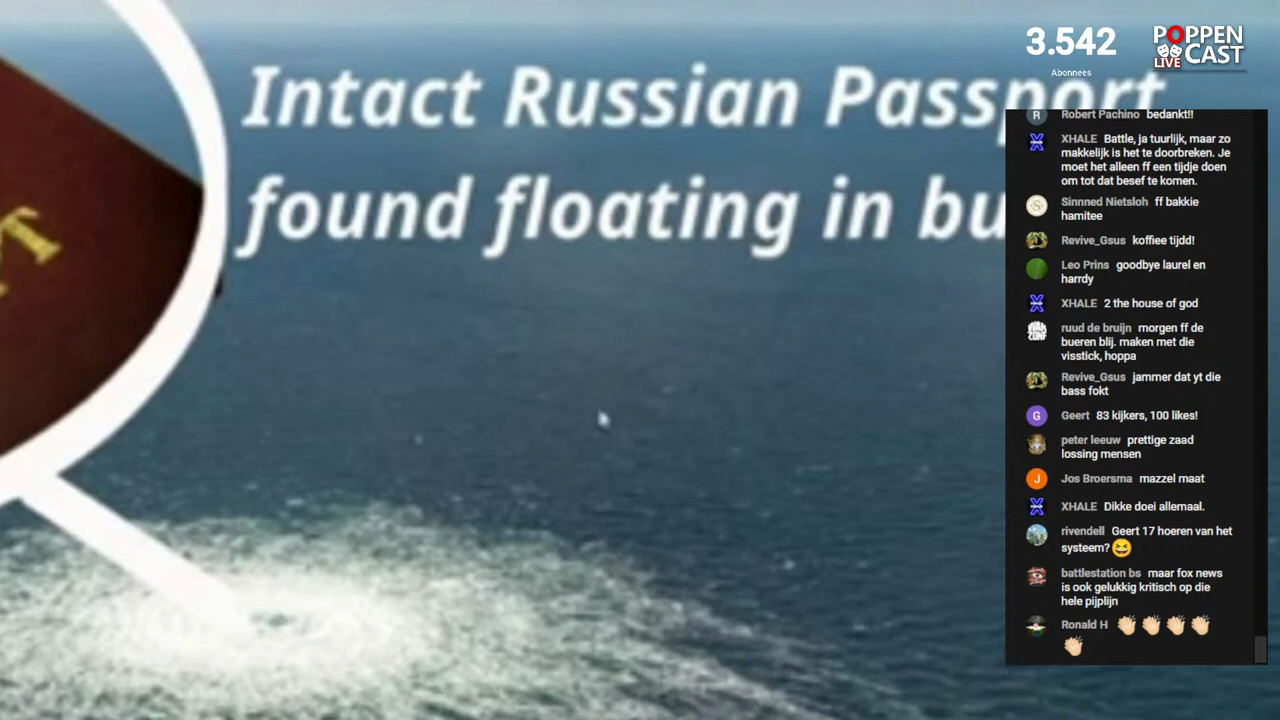 3.542
Abonnees
POPPEN
LIVE CAST
Intact Russian Passport
found floating in bu
T
R Robert Pachino bedankt!!
XHALE Battle, ja tuurlijk, maar zo
makkelijk is het te doorbreken. Je
moet het alleen ff een tijdje doen
om tot dat besef te komen.
Sinnned Nietsloh ff bakkie
hamitee
Revive_Gsus koffiee tijdd!
Leo Prins goodbye laurel en
harrdy
XHALE 2 the house of god
ruud de bruijn morgen ff de
bueren blij. maken met die
visstick, hoppa
Revive_Gsus jammer dat yt die
bass fokt
G Geert 83 kijkers, 100 likes!
peter leeuw prettige zaad
lossing mensen
J Jos Broersma mazzel maat
XHALE Dikke doei allemaal.
rivendell Geert 17 hoeren van het
systeem? 😆
battlestation bs maar fox news
is ook gelukkig kritisch op die
hele pijplijn
Ronald H 👏🏻 👏🏻 👏🏻 👏🏻
👏🏻